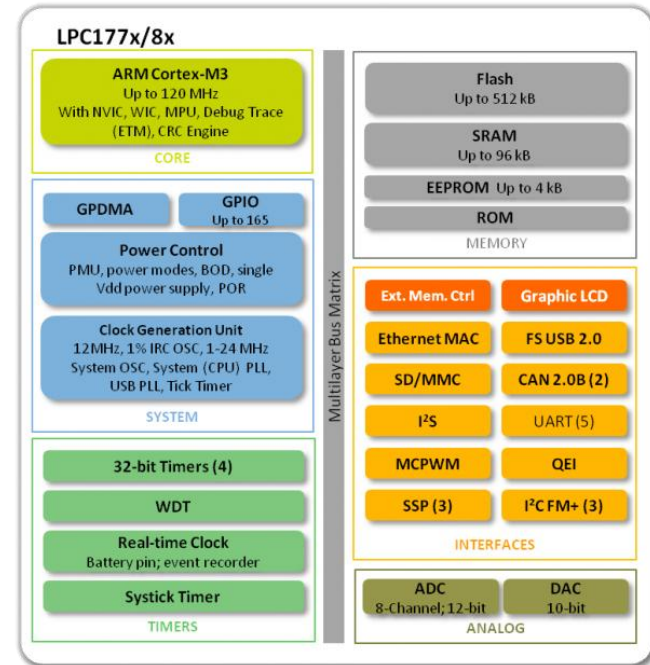 LPC177x/8x
ARM Cortex-M3
Up to 120 MHz
With NVIC, WIC, MPU, Debug Trace
(ETM), CRC Engine
CORE
GPDMA
GPIO
Up to 165
Power Control
PMU, power modes, BOD, single
Vdd power supply, POR
Clock Generation Unit
12MHz, 1% IRC OSC, 1-24 MHz
System OSC, System (CPU) PLL,
USB PLL, Tick Timer
SYSTEM
32-bit Timers (4)
WDT
Real-time Clock
Battery pin; event recorder
Systick Timer
TIMERS
Multilayer Bus Matrix
Flash
Up to 512 kB
SRAM
Up to 96 kB
EEPROM Up to 4 kB
ROM
MEMORY
Ext. Mem. Ctrl
Graphic LCD
Ethernet MAC
FS USB 2.0
SD/MMC
CAN 2.0B (2)
I²S
UART (5)
MCPWM
QEI
SSP (3)
I²C FM+ (3)
INTERFACES
ADC
8-Channel; 12-bit
DAC
10-bit
ANALOG